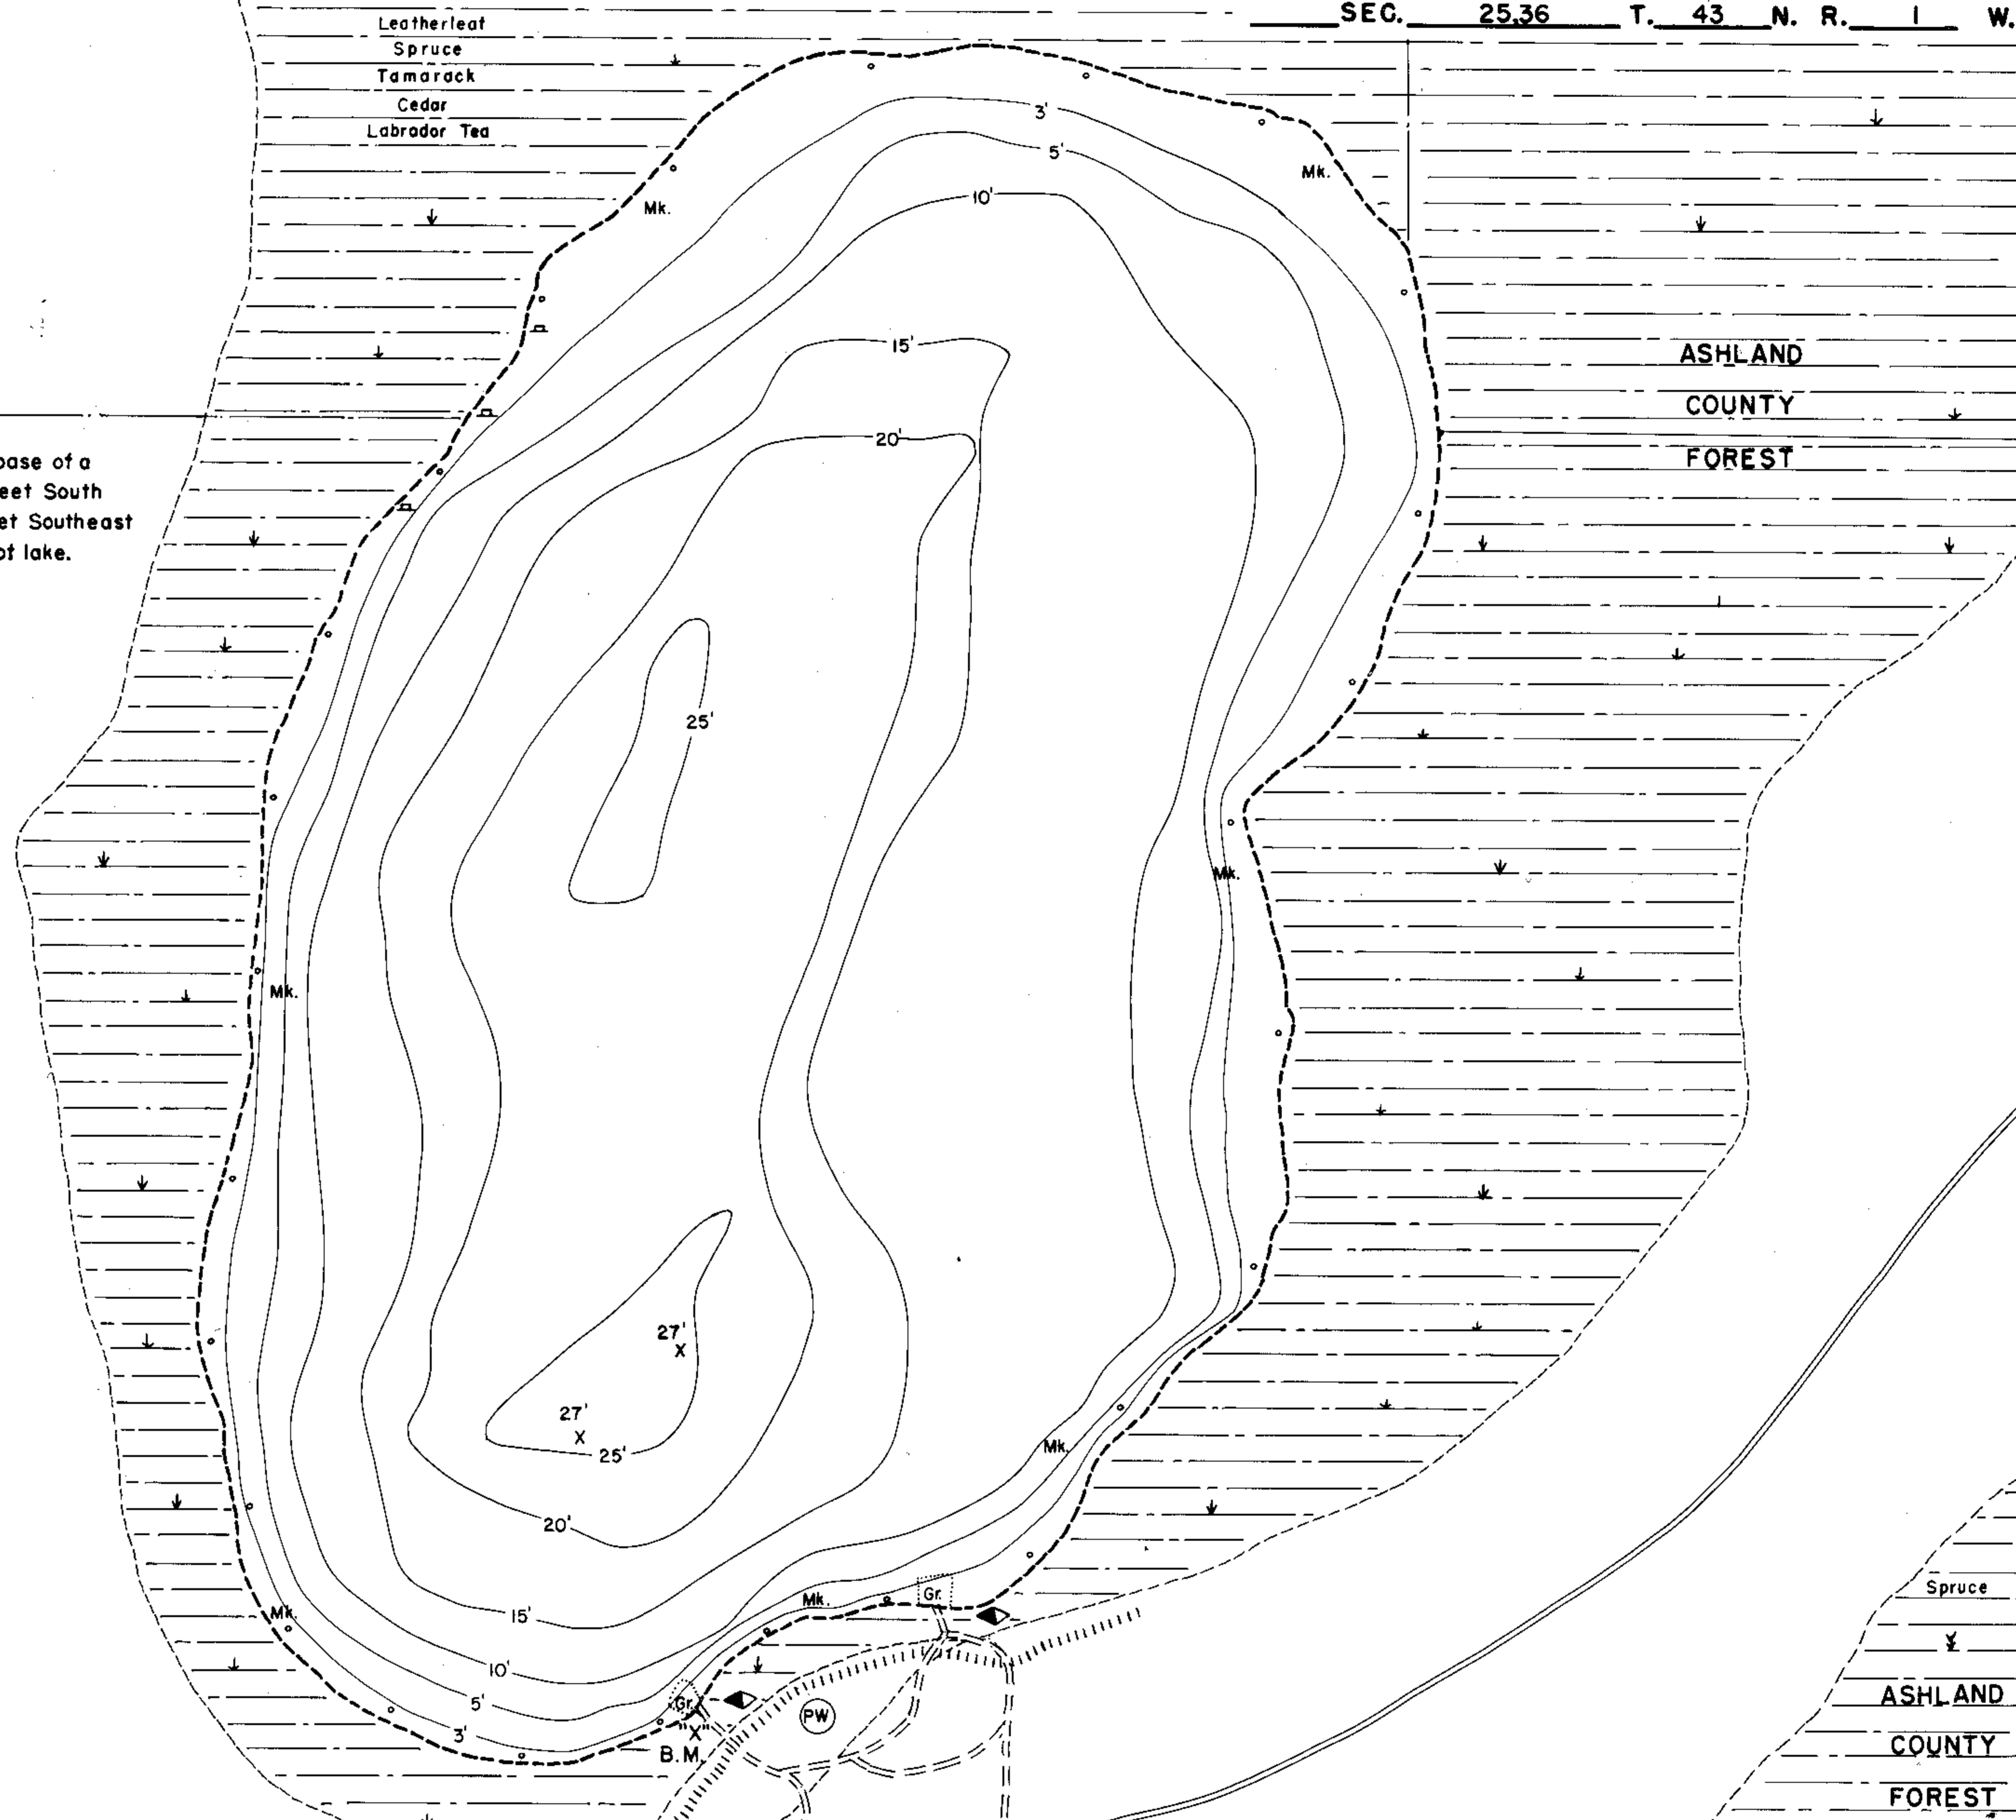 SEC. 25,36 T. 43 N. R. 1 W.
Leatherleaf
Spruce
Tamarack
Cedar
Labrador Tea
3'
5'
Mk.
10'
Mk.
15'
ASHLAND
COUNTY
FOREST
20'
base of a
feet South
et Southeast
of lake.
25'
Mk.
Mk.
27'
X
27'
X
25'
Mk.
20'
Spruce
Gr.
Mk.
15'
Mk.
10'
ASHLAND
5'
Gr.
PW
3'
"X"
B.M.
COUNTY
FOREST